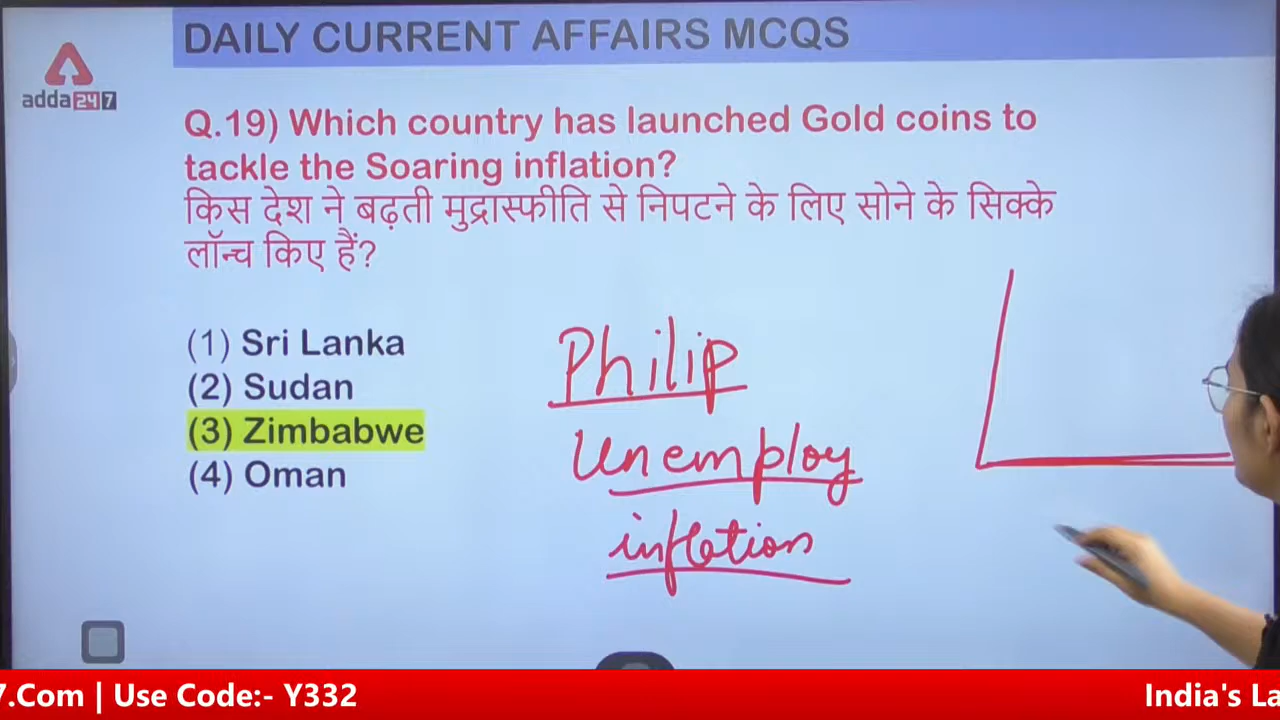 DAILY CURRENT AFFAIRS MCQS
adda247
Q.19) Which country has launched Gold coins to
tackle the Soaring inflation?
किस देश ने बढ़ती मुद्रास्फीति से निपटने के लिए सोने के सिक्के
लॉन्च किए हैं?
(1) Sri Lanka
(2) Sudan
(3) Zimbabwe
(4) Oman
Philip
Unemploy
inflation
7.Com | Use Code:- Y332
India's La